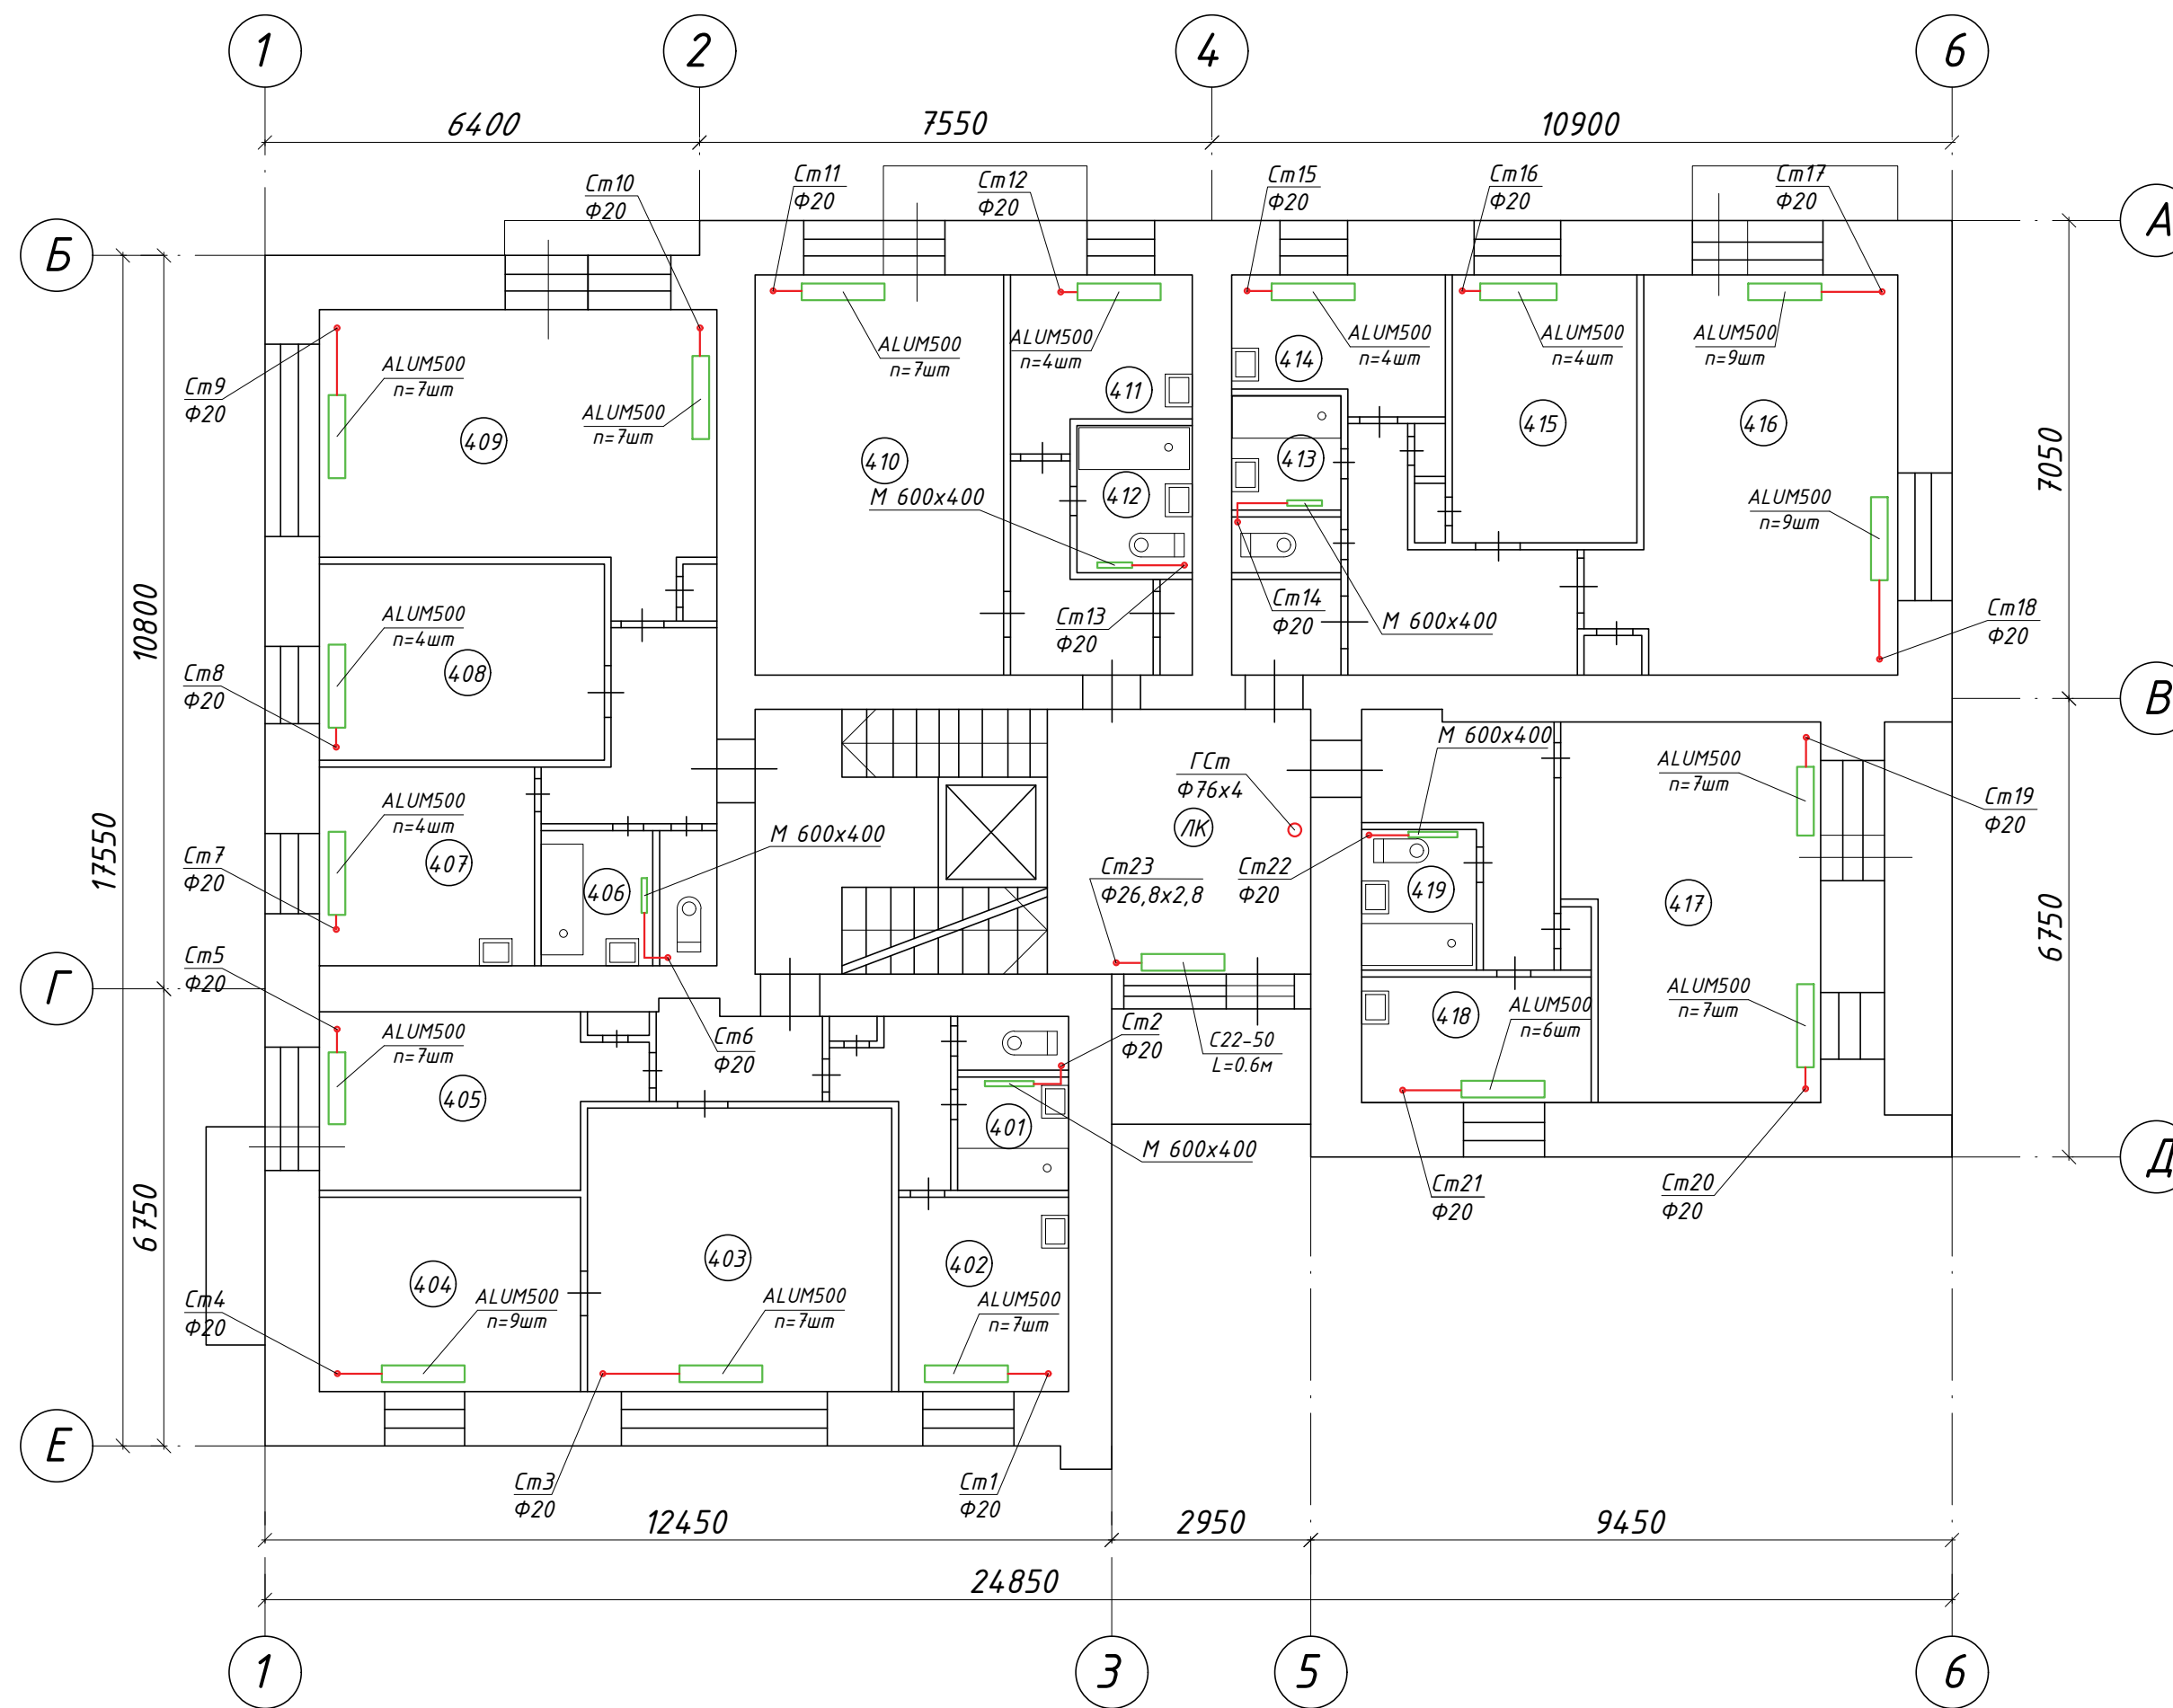 1
2
4
6
6400
7550
10900
Ст10
Ф20
Ст11
Ф20
Ст12
Ф20
Ст15
Ф20
Ст16
Ф20
Ст17
Ф20
Б
А
Ст9
Ф20
ALUM500
n=7шт
409
ALUM500
n=7шт
ALUM500
n=7шт
410
ALUM500
n=4шт
411
М 600х400
412
Ст13
Ф20
414
ALUM500
n=4шт
413
Ст14
Ф20
М 600х400
ALUM500
n=4шт
415
ALUM500
n=9шт
416
ALUM500
n=9шт
Ст18
Ф20
7050
10800
17550
ALUM500
n=4шт
408
Ст8
Ф20
В
ALUM500
n=4шт
407
Ст7
Ф20
406
М 600х400
ГСт
Ф76х4
ЛК
Ст23
Ф26,8х2,8
Ст22
Ф20
М 600х400
419
ALUM500
n=7шт
417
Ст19
Ф20
6750
Ст5
Ф20
Г
ALUM500
n=7шт
405
Ст6
Ф20
Ст2
Ф20
С22-50
L=0.6м
401
М 600х400
418
ALUM500
n=6шт
ALUM500
n=7шт
Д
6750
Ст4
Ф20
404
ALUM500
n=9шт
403
ALUM500
n=7шт
402
ALUM500
n=7шт
Ст21
Ф20
Ст20
Ф20
Е
Ст3
Ф20
Ст1
Ф20
12450
2950
9450
24850
1
3
5
6